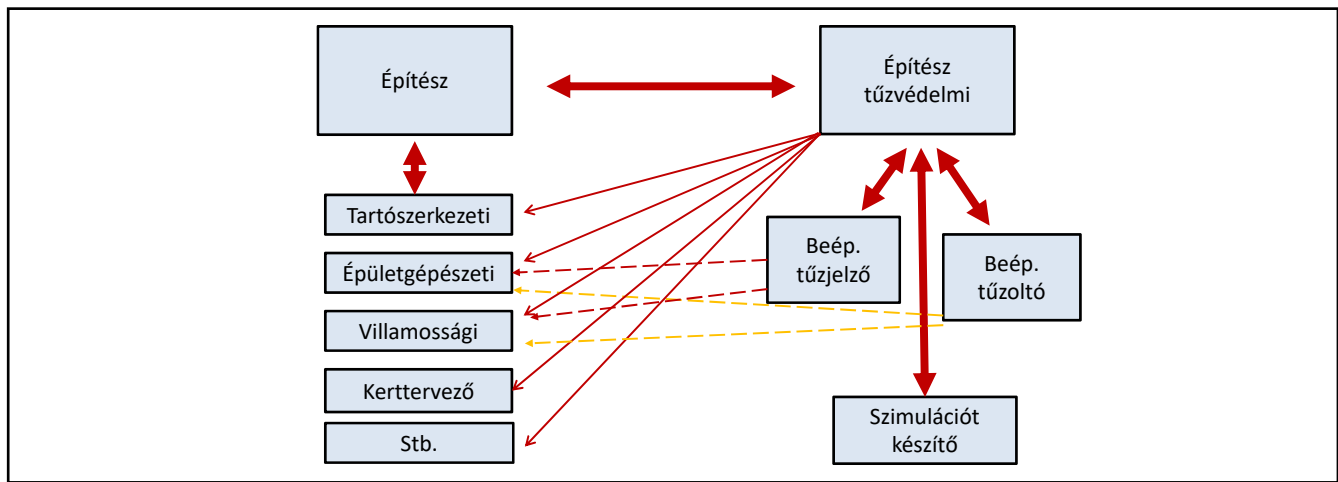 Építész
Építész
tűzvédelmi
Tartószerkezeti
Épületgépészeti
Villamossági
Kerttervező
Stb.
Beép.
tűzjelző
Beép.
tűzoltó
Szimulációt
készítő